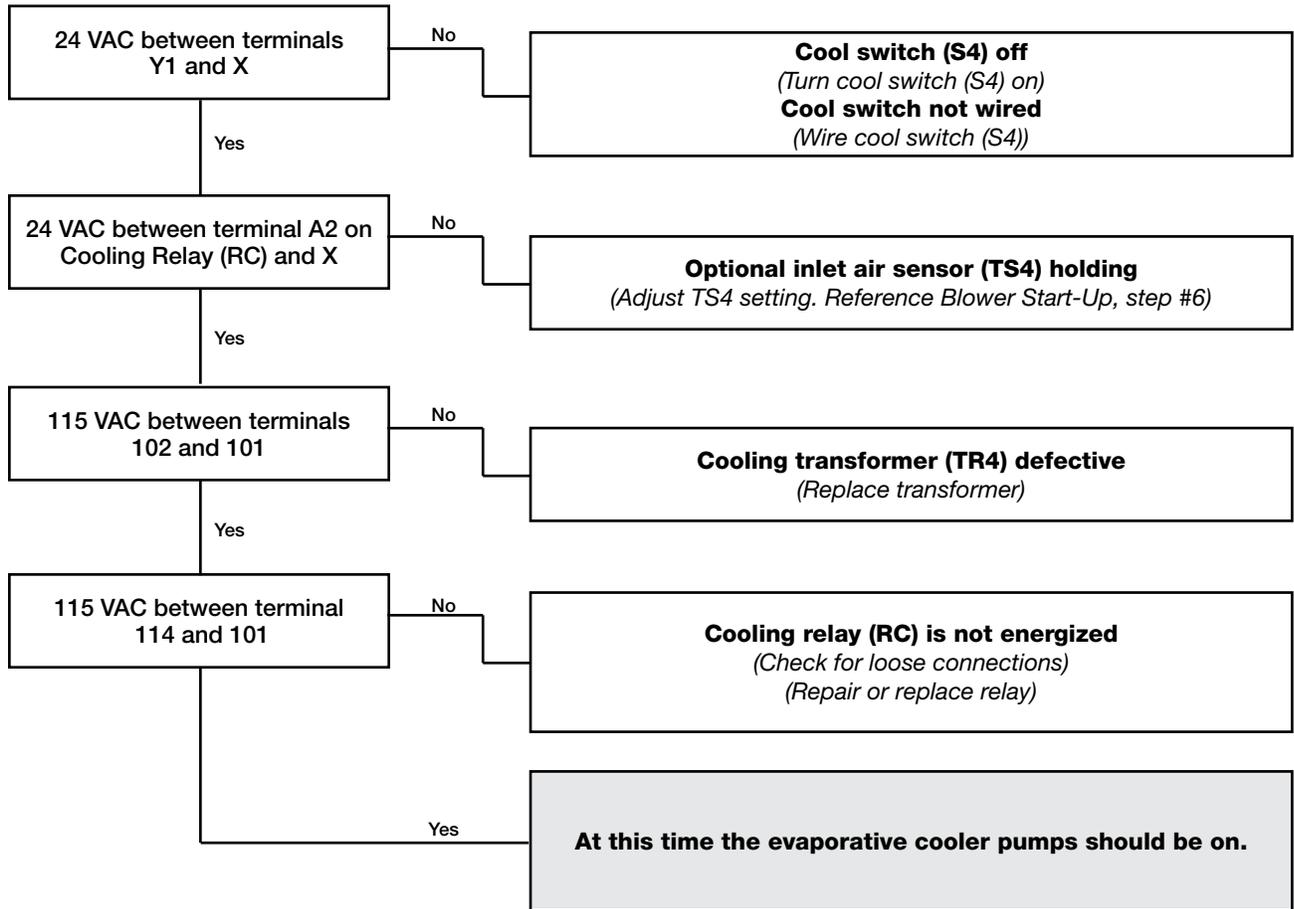 24 VAC between terminals
Y1 and X
No
Cool switch (S4) off
(Turn cool switch (S4) on)
Cool switch not wired
(Wire cool switch (S4))
Yes
24 VAC between terminal A2 on
Cooling Relay (RC) and X
No
Optional inlet air sensor (TS4) holding
(Adjust TS4 setting. Reference Blower Start-Up, step #6)
Yes
115 VAC between terminals
102 and 101
No
Cooling transformer (TR4) defective
(Replace transformer)
Yes
115 VAC between terminal
114 and 101
No
Cooling relay (RC) is not energized
(Check for loose connections)
(Repair or replace relay)
Yes
At this time the evaporative cooler pumps should be on.